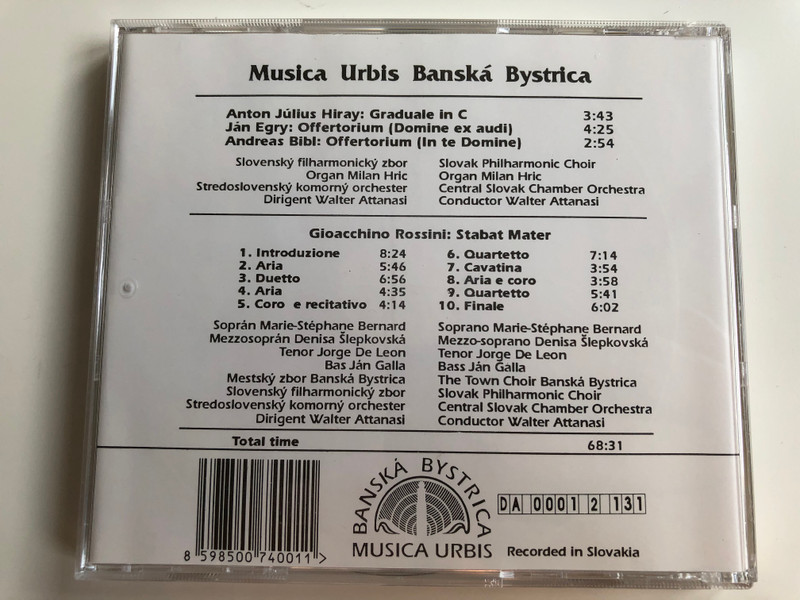 Musica Urbis Banská Bystrica
Anton Július Hiray: Graduale in C 3:43
Ján Egry: Offertorium (Domine ex audi) 4:25
Andreas Bibl: Offertorium (In te Domine) 2:54
Slovenský filharmonický zbor Slovak Philharmonic Choir
Organ Milan Hric Organ Milan Hric
Stredoslovenský komorný orchester Central Slovak Chamber Orchestra
Dirigent Walter Attanasi Conductor Walter Attanasi
Gioacchino Rossini: Stabat Mater
1. Introduzione 8:24 6. Quartetto 7:14
2. Aria 5:46 7. Cavatina 3:54
3. Duetto 6:56 8. Aria e coro 3:58
4. Aria 4:35 9. Quartetto 5:41
5. Coro e recitativo 4:14 10. Finale 6:02
Soprán Marie-Stéphane Bernard Soprano Marie-Stéphane Bernard
Mezzosoprán Denisa Šlepkovská Mezzo-soprano Denisa Šlepkovská
Tenor Jorge De Leon Tenor Jorge De Leon
Bas Ján Galla Bass Ján Galla
Mestský zbor Banská Bystrica The Town Choir Banská Bystrica
Slovenský filharmonický zbor Slovak Philharmonic Choir
Stredoslovenský komorný orchester Central Slovak Chamber Orchestra
Dirigent Walter Attanasi Conductor Walter Attanasi
Total time 68:31
BANSKÁ BYSTRICA
MUSICA URBIS
DA 0001 2 131
8 598500 740011 >
Recorded in Slovakia